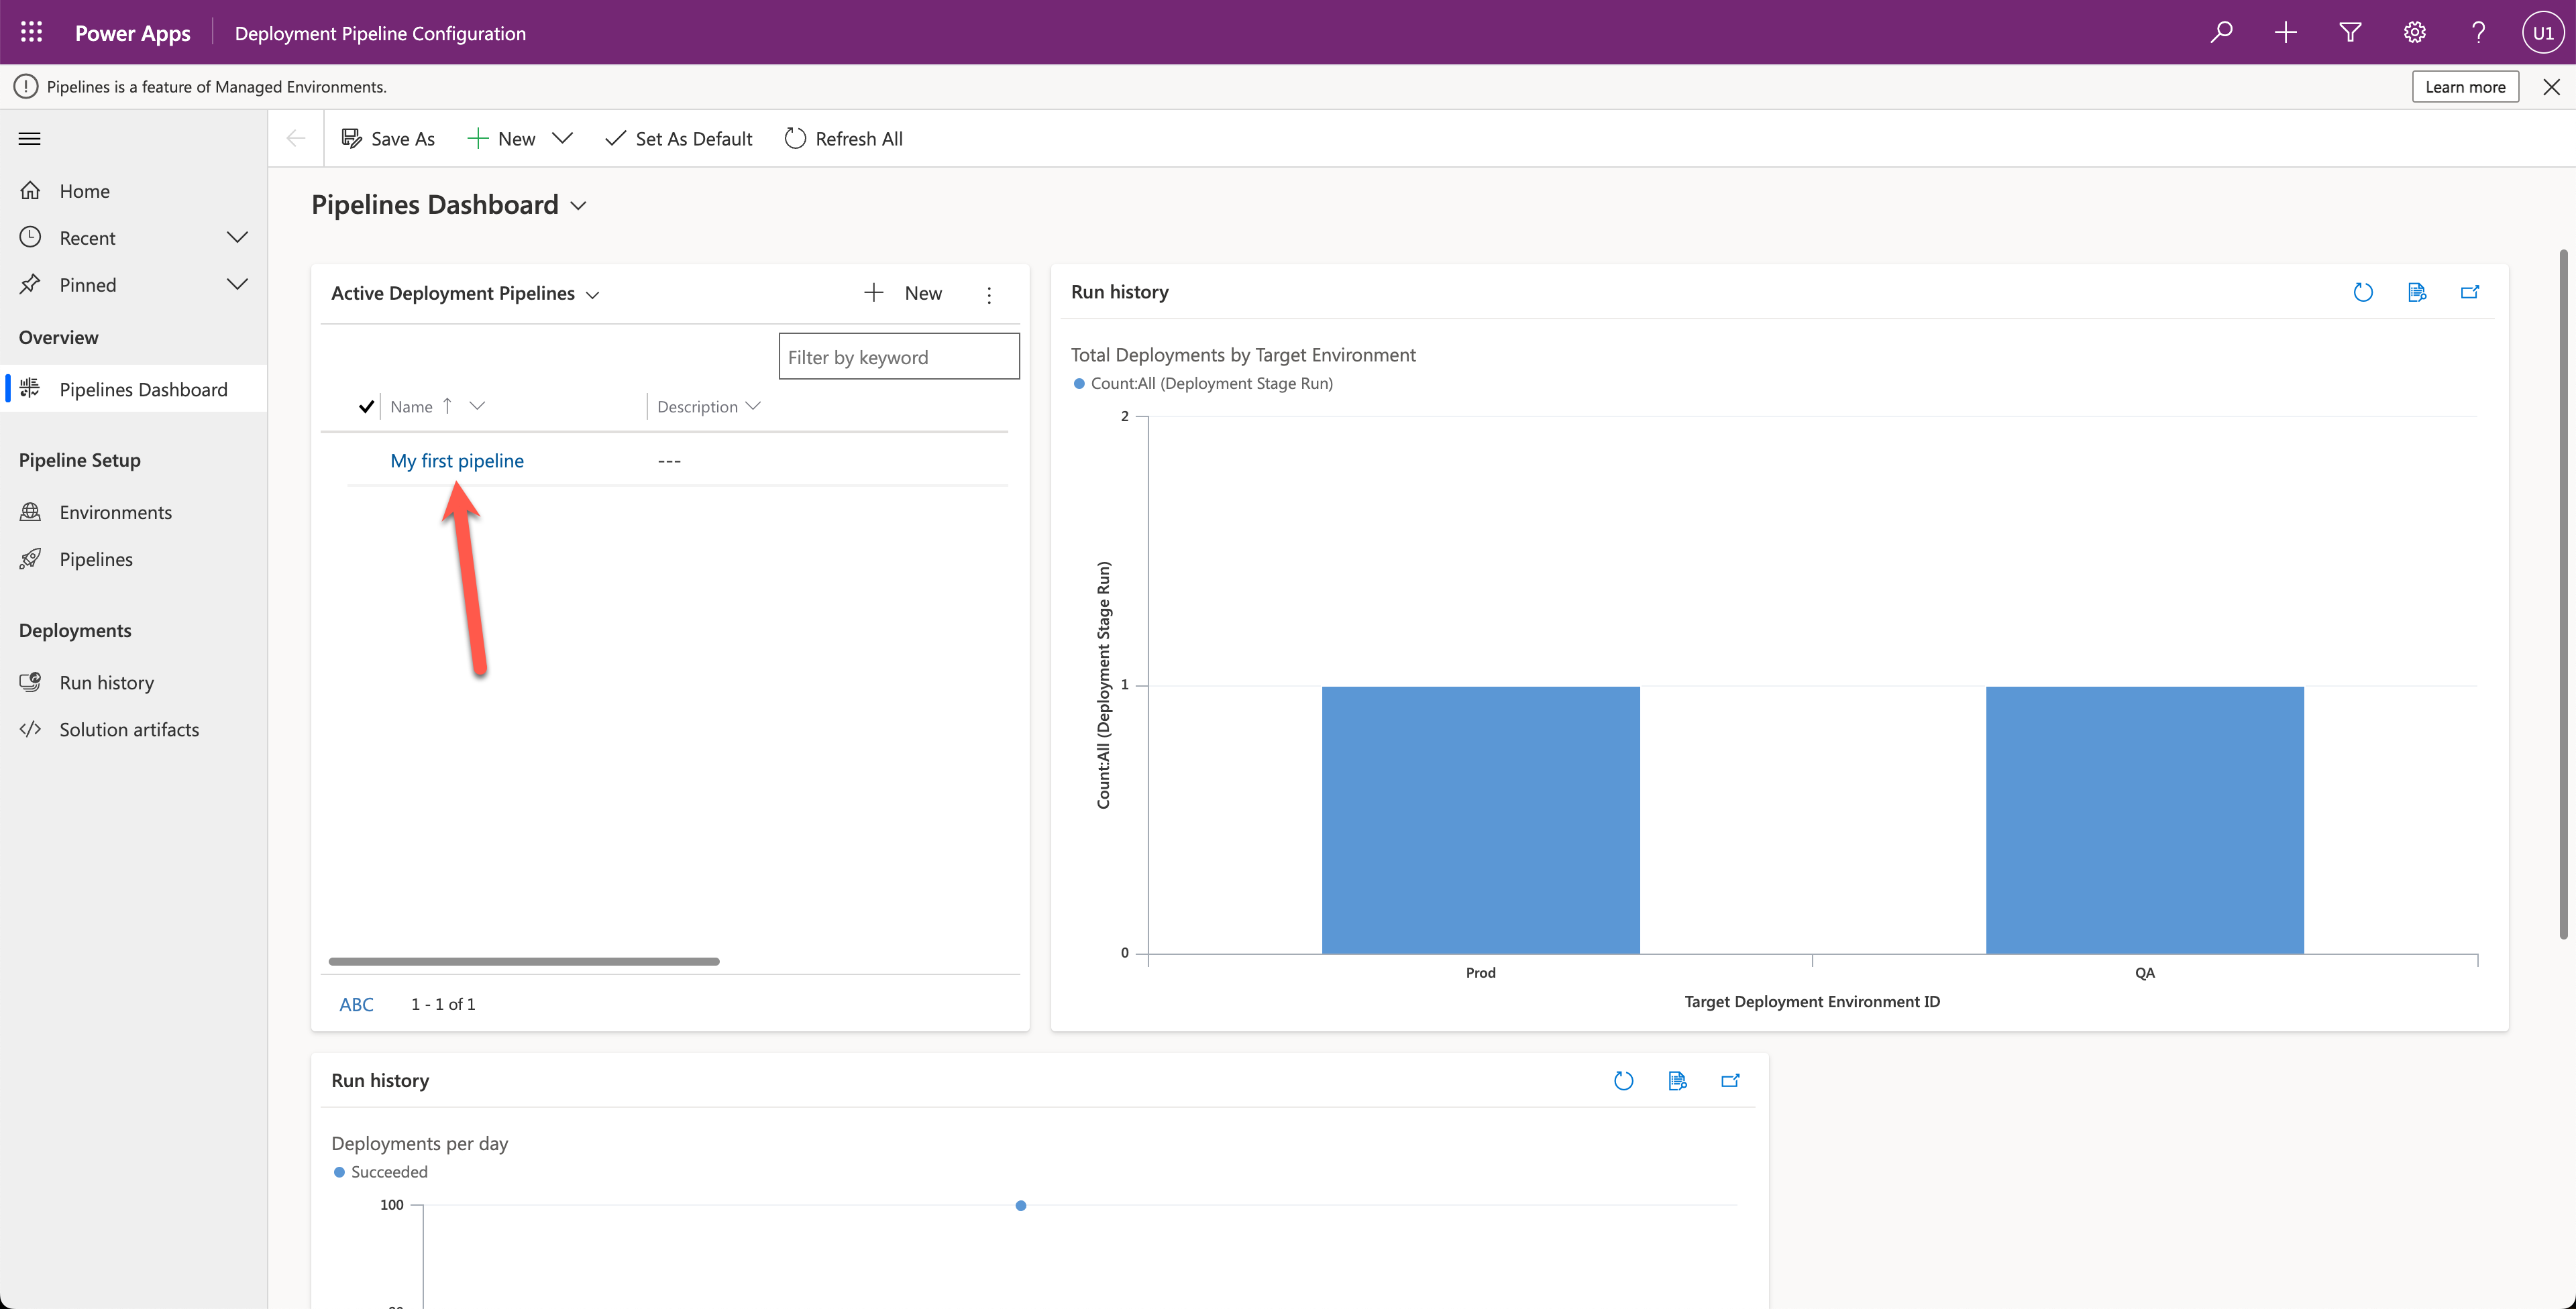 Power Apps
Deployment Pipeline Configuration
U1
Pipelines is a feature of Managed Environments.
Learn more
Save As
New
Set As Default
Refresh All
Home
Recent
Pinned
Overview
Pipelines Dashboard
Pipeline Setup
Environments
Pipelines
Deployments
Run history
Solution artifacts
Pipelines Dashboard
Active Deployment Pipelines
New
Filter by keyword
Name
Description
My first pipeline
---
ABC
1 - 1 of 1
Run history
Total Deployments by Target Environment
Count:All (Deployment Stage Run)
2
1
0
Count:All (Deployment Stage Run)
Prod
QA
Target Deployment Environment ID
Run history
Deployments per day
Succeeded
100